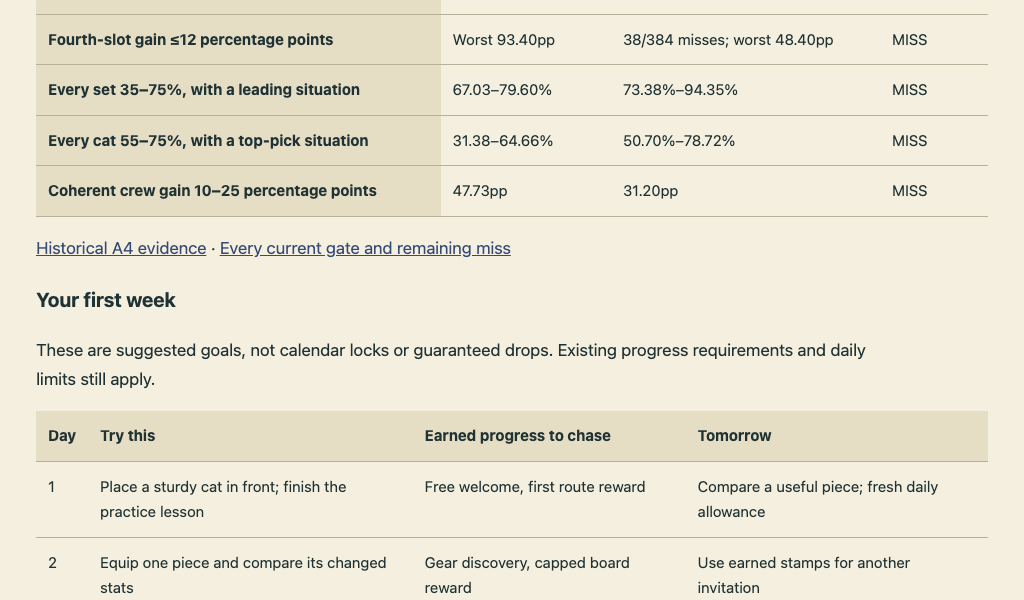 Fourth-slot gain ≤12 percentage points Worst 93.40pp 38/384 misses; worst 48.40pp MISS
Every set 35–75%, with a leading situation 67.03–79.60% 73.38%–94.35% MISS
Every cat 55–75%, with a top-pick situation 31.38–64.66% 50.70%–78.72% MISS
Coherent crew gain 10–25 percentage points 47.73pp 31.20pp MISS
Historical A4 evidence · Every current gate and remaining miss
Your first week
These are suggested goals, not calendar locks or guaranteed drops. Existing progress requirements and daily
limits still apply.
Day Try this Earned progress to chase Tomorrow
1 Place a sturdy cat in front; finish the Free welcome, first route reward Compare a useful piece; fresh daily
practice lesson allowance
2 Equip one piece and compare its changed Gear discovery, capped board Use earned stamps for another
stats reward invitation